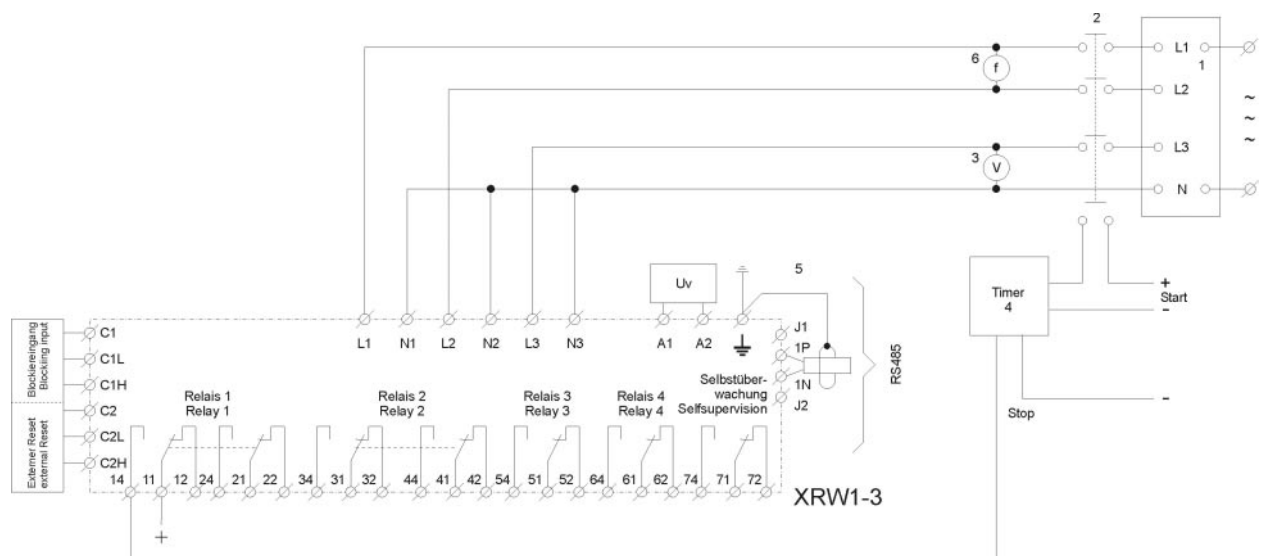 2
L1
1
6
f
L2
~
~
~
L3
3
V
N
+
Start
-
Timer
4
Stop
-
5
Uv
L1 N1 L2 N2 L3 N3 A1 A2
J1
1P
1N
J2
RS485
Selbstüber-
wachung
Selfsupervision
Blockiereingang
Blockling input
Externer Reset
external Reset
C1
C1L
C1H
C2
C2L
C2H
Relais 1
Relay 1
Relais 2
Relay 2
Relais 3
Relay 3
Relais 4
Relay 4
14 11 12 24 21 22 34 31 32 44 41 42 54 51 52 64 61 62 74 71 72
+
XRW1-3